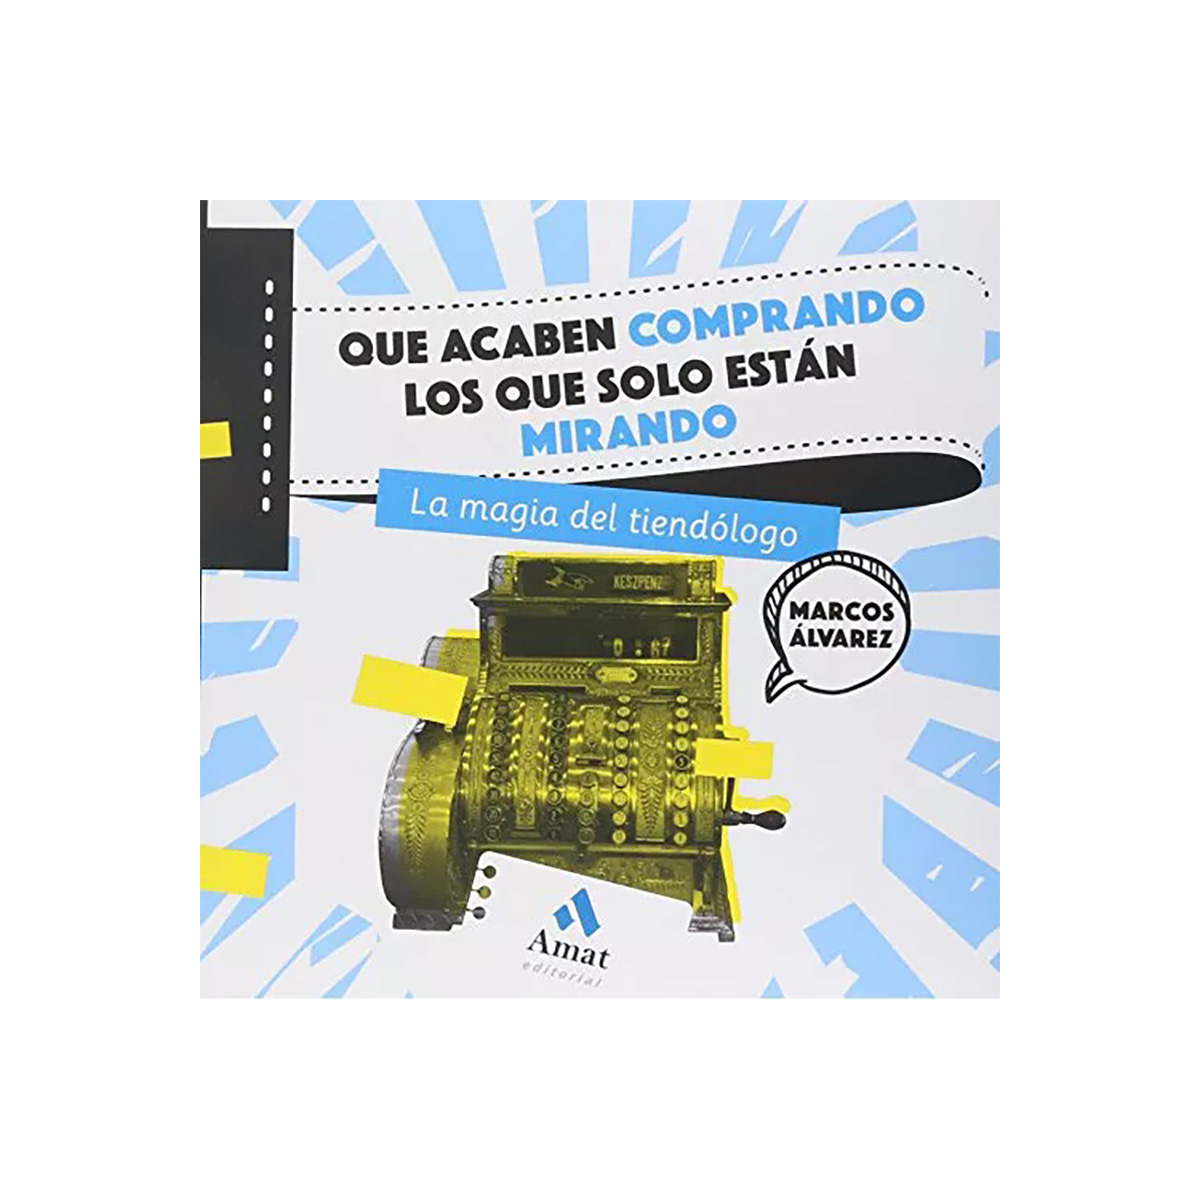 QUE ACABEN COMPRANDO
LOS QUE SOLO ESTÁN
MIRANDO
La magia del tiendólogo
KESZPENZ
MARCOS
ÁLVAREZ
Amat
editorial